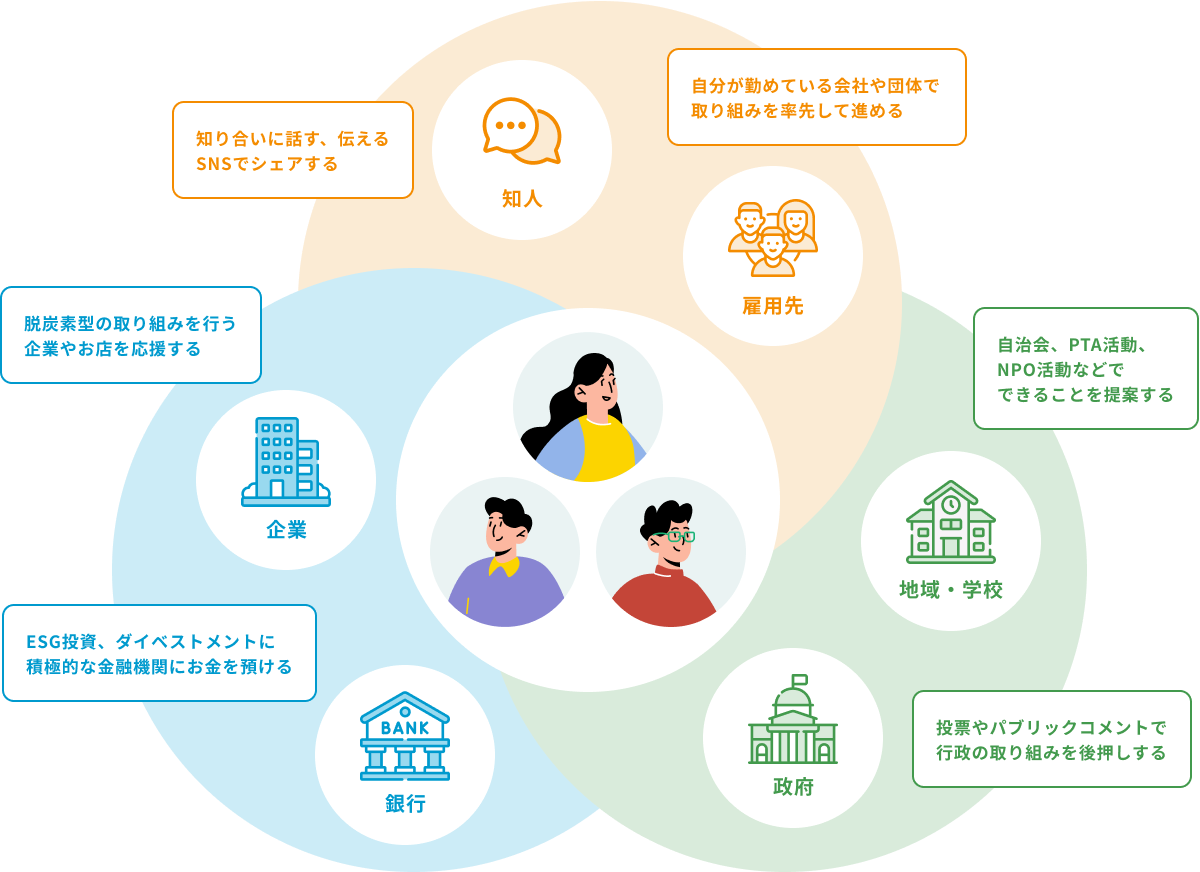 自分が勤めている会社や団体で
取り組みを率先して進める
知り合いに話す、伝える
SNSでシェアする
知人
雇用先
脱炭素型の取り組みを行う
企業やお店を応援する
自治会、PTA活動、
NPO活動などで
できることを提案する
企業
地域・学校
ESG投資、ダイベストメントに
積極的な金融機関にお金を預ける
BANK
銀行
政府
投票やパブリックコメントで
行政の取り組みを後押しする